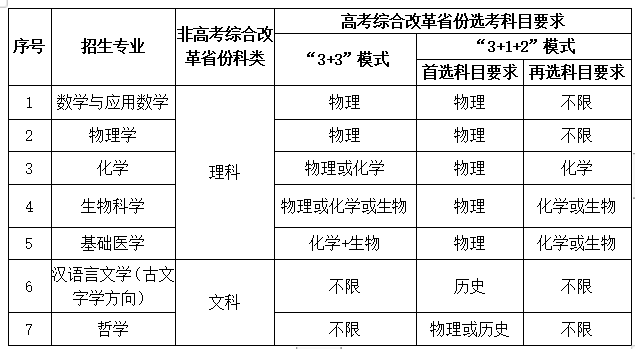 序号 招生专业 非高考综合改革省份科类 高考综合改革省份选考科目要求
“3+3”模式 “3+1+2”模式
首选科目要求 再选科目要求
1 数学与应用数学 理科 物理 物理 不限
2 物理学 物理 物理 不限
3 化学 物理或化学 物理 化学
4 生物科学 物理或化学或生物 物理 化学或生物
5 基础医学 化学+生物 物理 化学或生物
6 汉语言文学（古文字学方向） 文科 不限 历史 不限
7 哲学 不限 物理或历史 不限